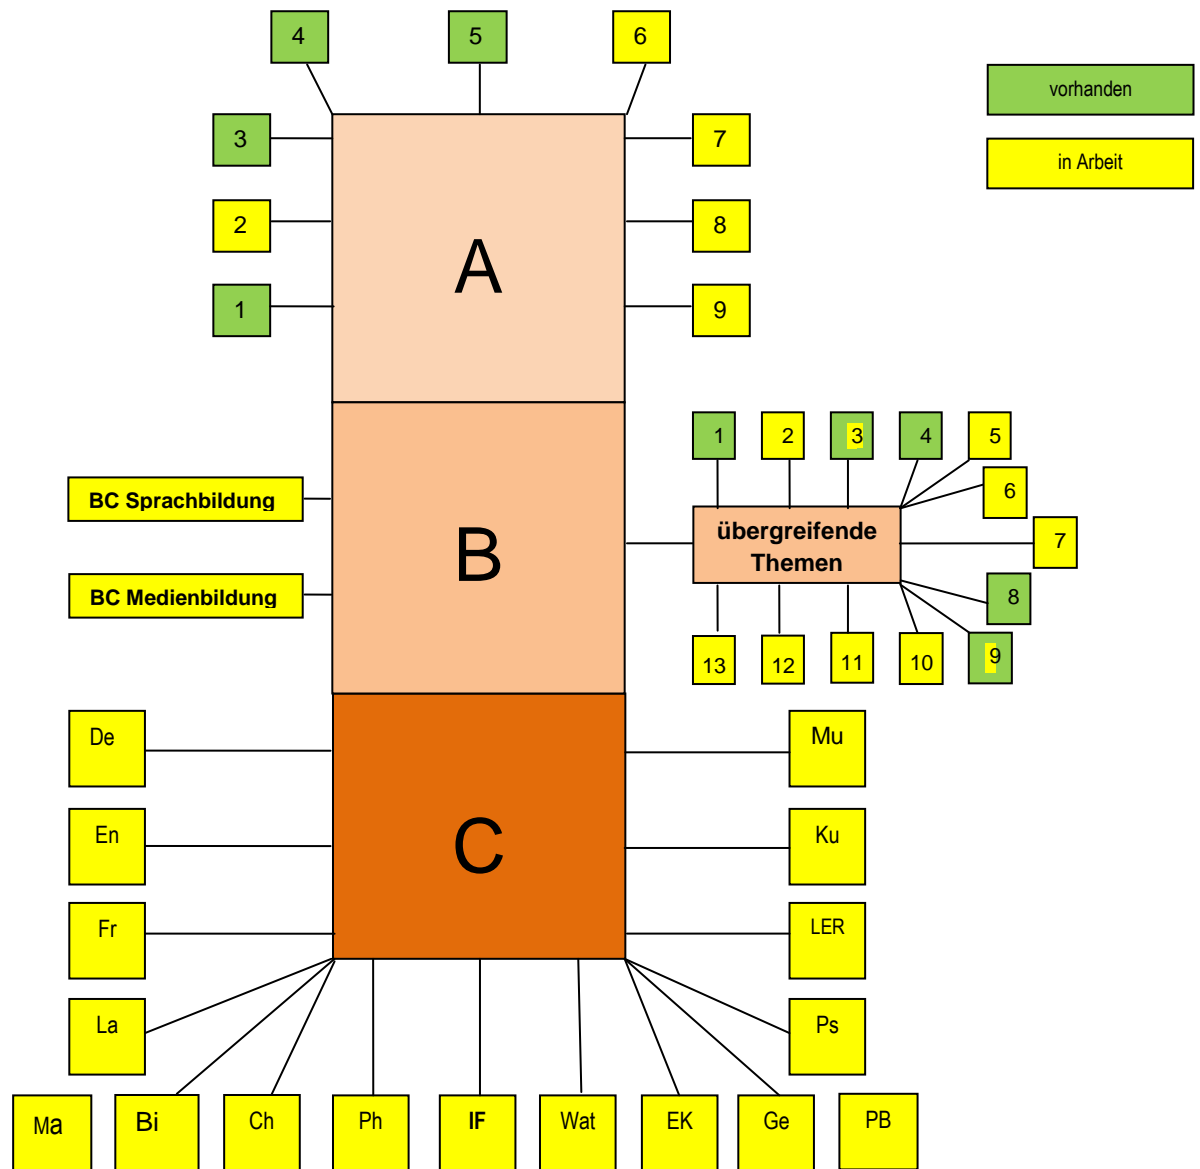 4
5
6
vorhanden
3
7
in Arbeit
2
8
A
1
9
1
2
3
4
5
6
BC Sprachbildung
B
übergreifende
Themen
7
BC Medienbildung
8
13
12
11
10
9
De
Mu
En
C
Ku
Fr
LER
La
Ps
Ma
Bi
Ch
Ph
IF
Wat
EK
Ge
PB